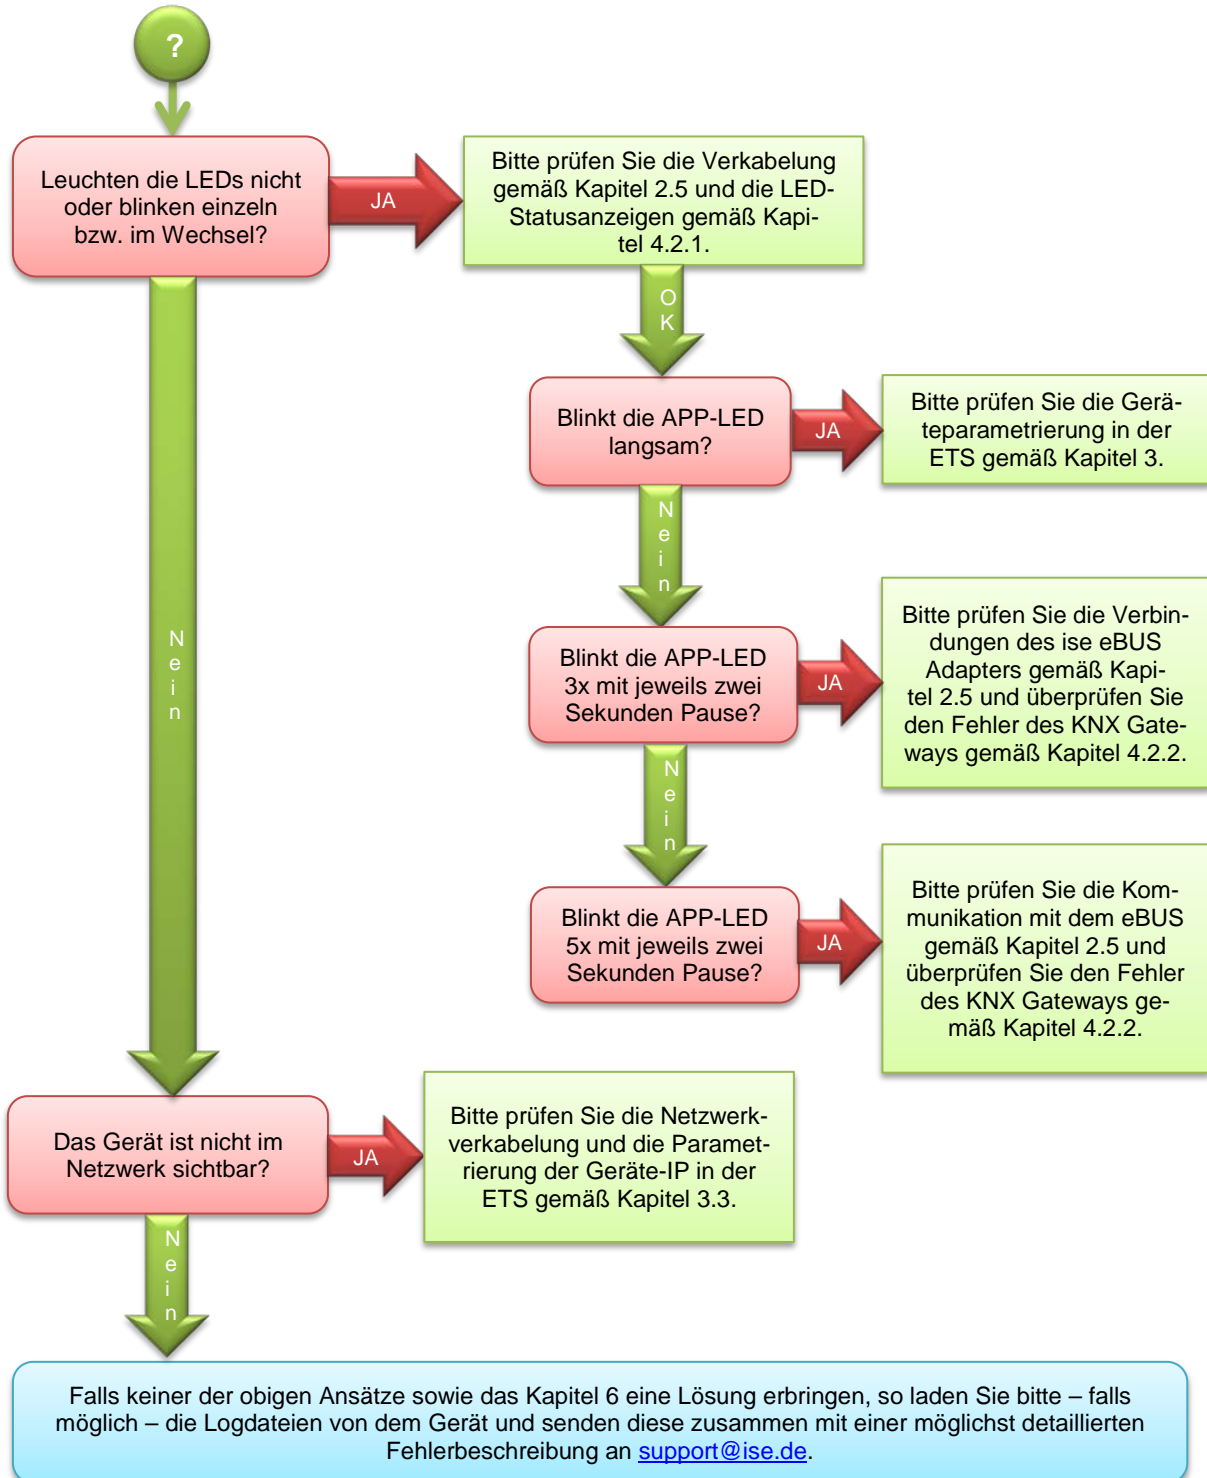 ?
Leuchten die LEDs nicht
oder blinken einzeln
bzw. im Wechsel?
JA
Bitte prüfen Sie die Verkabelung
gemäß Kapitel 2.5 und die LED-
Statusanzeigen gemäß Kapi-
tel 4.2.1.
OK
Blinkt die APP-LED
langsam?
JA
Bitte prüfen Sie die Gerä-
teparametrierung in der
ETS gemäß Kapitel 3.
Nein
Blinkt die APP-LED
3x mit jeweils zwei
Sekunden Pause?
JA
Bitte prüfen Sie die Verbin-
dungen des ise eBUS
Adapters gemäß Kapi-
tel 2.5 und überprüfen Sie
den Fehler des KNX Gate-
ways gemäß Kapitel 4.2.2.
Nein
Blinkt die APP-LED
5x mit jeweils zwei
Sekunden Pause?
JA
Bitte prüfen Sie die Kom-
munikation mit dem eBUS
gemäß Kapitel 2.5 und
überprüfen Sie den Fehler
des KNX Gateways ge-
mäß Kapitel 4.2.2.
Nein
Das Gerät ist nicht im
Netzwerk sichtbar?
JA
Bitte prüfen Sie die Netzwerk-
verkabelung und die Paramet-
rierung der Geräte-IP in der
ETS gemäß Kapitel 3.3.
Nein
Falls keiner der obigen Ansätze sowie das Kapitel 6 eine Lösung erbringen, so laden Sie bitte – falls
möglich – die Logdateien von dem Gerät und senden diese zusammen mit einer möglichst detaillierten
Fehlerbeschreibung an support@ise.de.